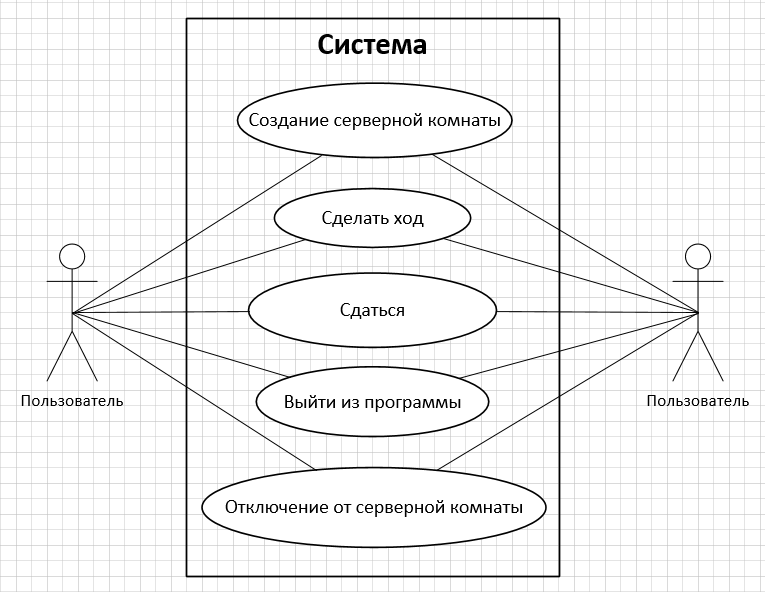 Система
Создание серверной комнаты
Сделать ход
Сдаться
Выйти из программы
Отключение от серверной комнаты
Пользователь
Пользователь